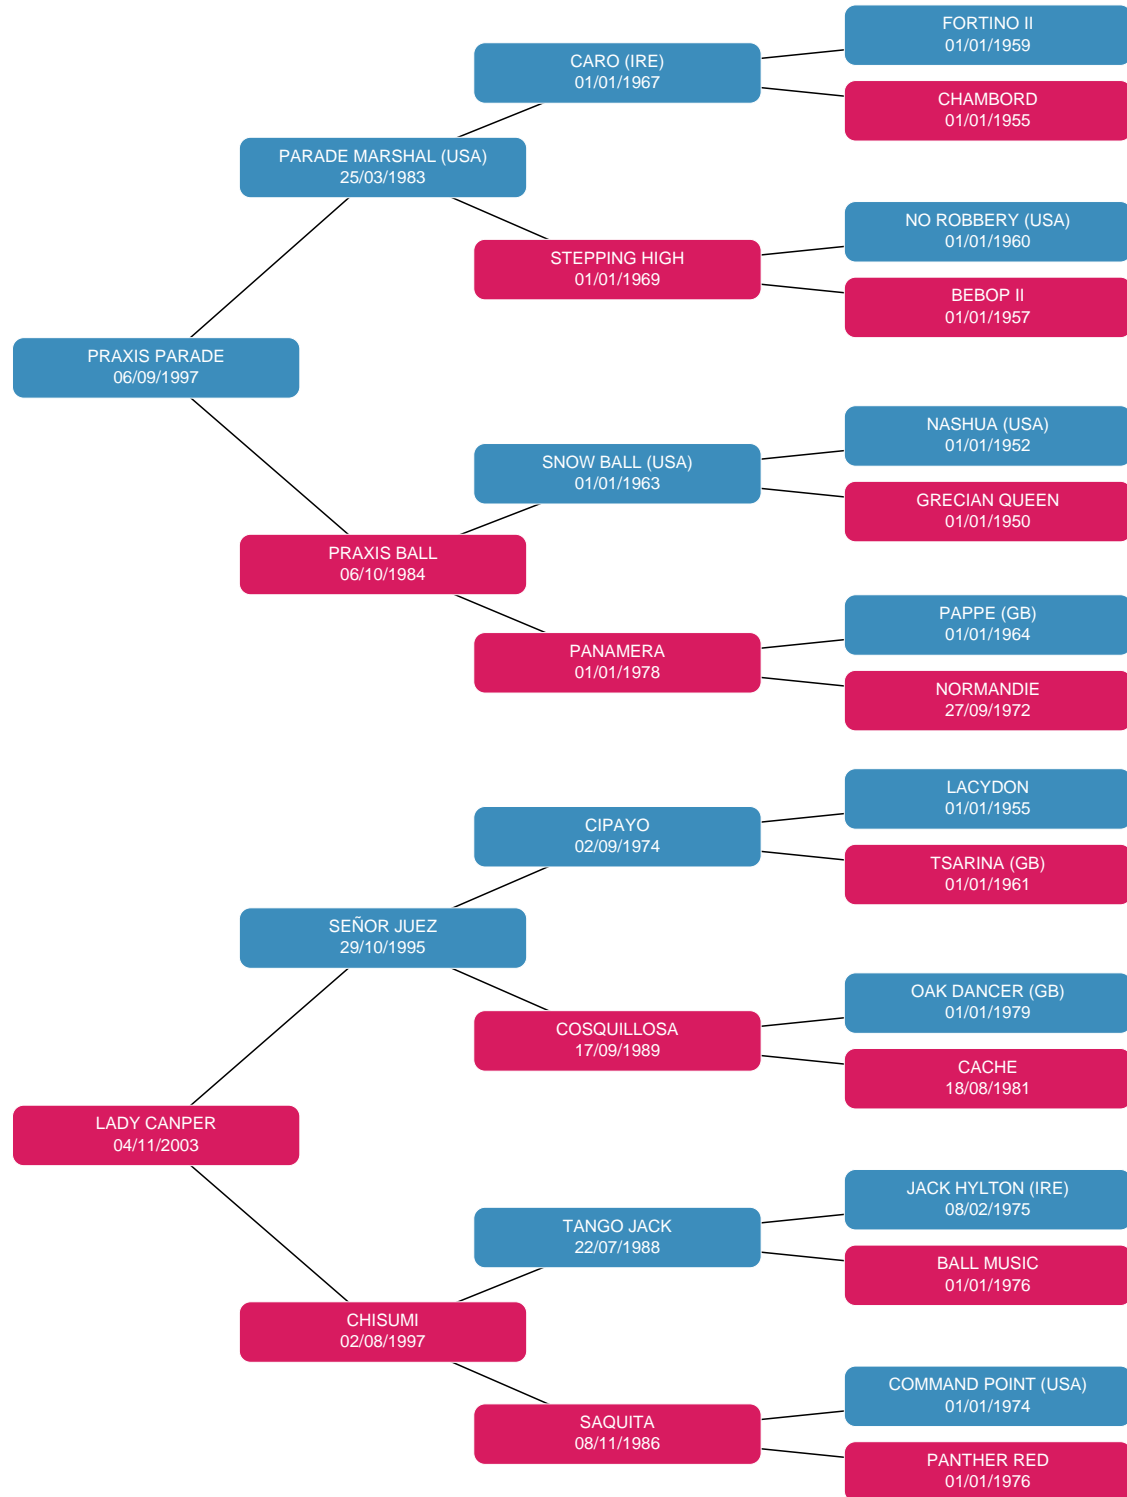 FORTINO II
01/01/1959
CARO (IRE)
01/01/1967
CHAMBORD
01/01/1955
PARADE MARSHAL (USA)
25/03/1983
NO ROBBERY (USA)
01/01/1960
STEPPING HIGH
01/01/1969
BEBOP II
01/01/1957
PRAXIS PARADE
06/09/1997
NASHUA (USA)
01/01/1952
SNOW BALL (USA)
01/01/1963
GRECIAN QUEEN
01/01/1950
PRAXIS BALL
06/10/1984
PAPPE (GB)
01/01/1964
PANAMERA
01/01/1978
NORMANDIE
27/09/1972
LACYDON
01/01/1955
CIPAYO
02/09/1974
TSARINA (GB)
01/01/1961
SEÑOR JUEZ
29/10/1995
OAK DANCER (GB)
01/01/1979
COSQUILLOSA
17/09/1989
CACHE
18/08/1981
LADY CANPER
04/11/2003
JACK HYLTON (IRE)
08/02/1975
TANGO JACK
22/07/1988
BALL MUSIC
01/01/1976
CHISUMI
02/08/1997
COMMAND POINT (USA)
01/01/1974
SAQUITA
08/11/1986
PANTHER RED
01/01/1976